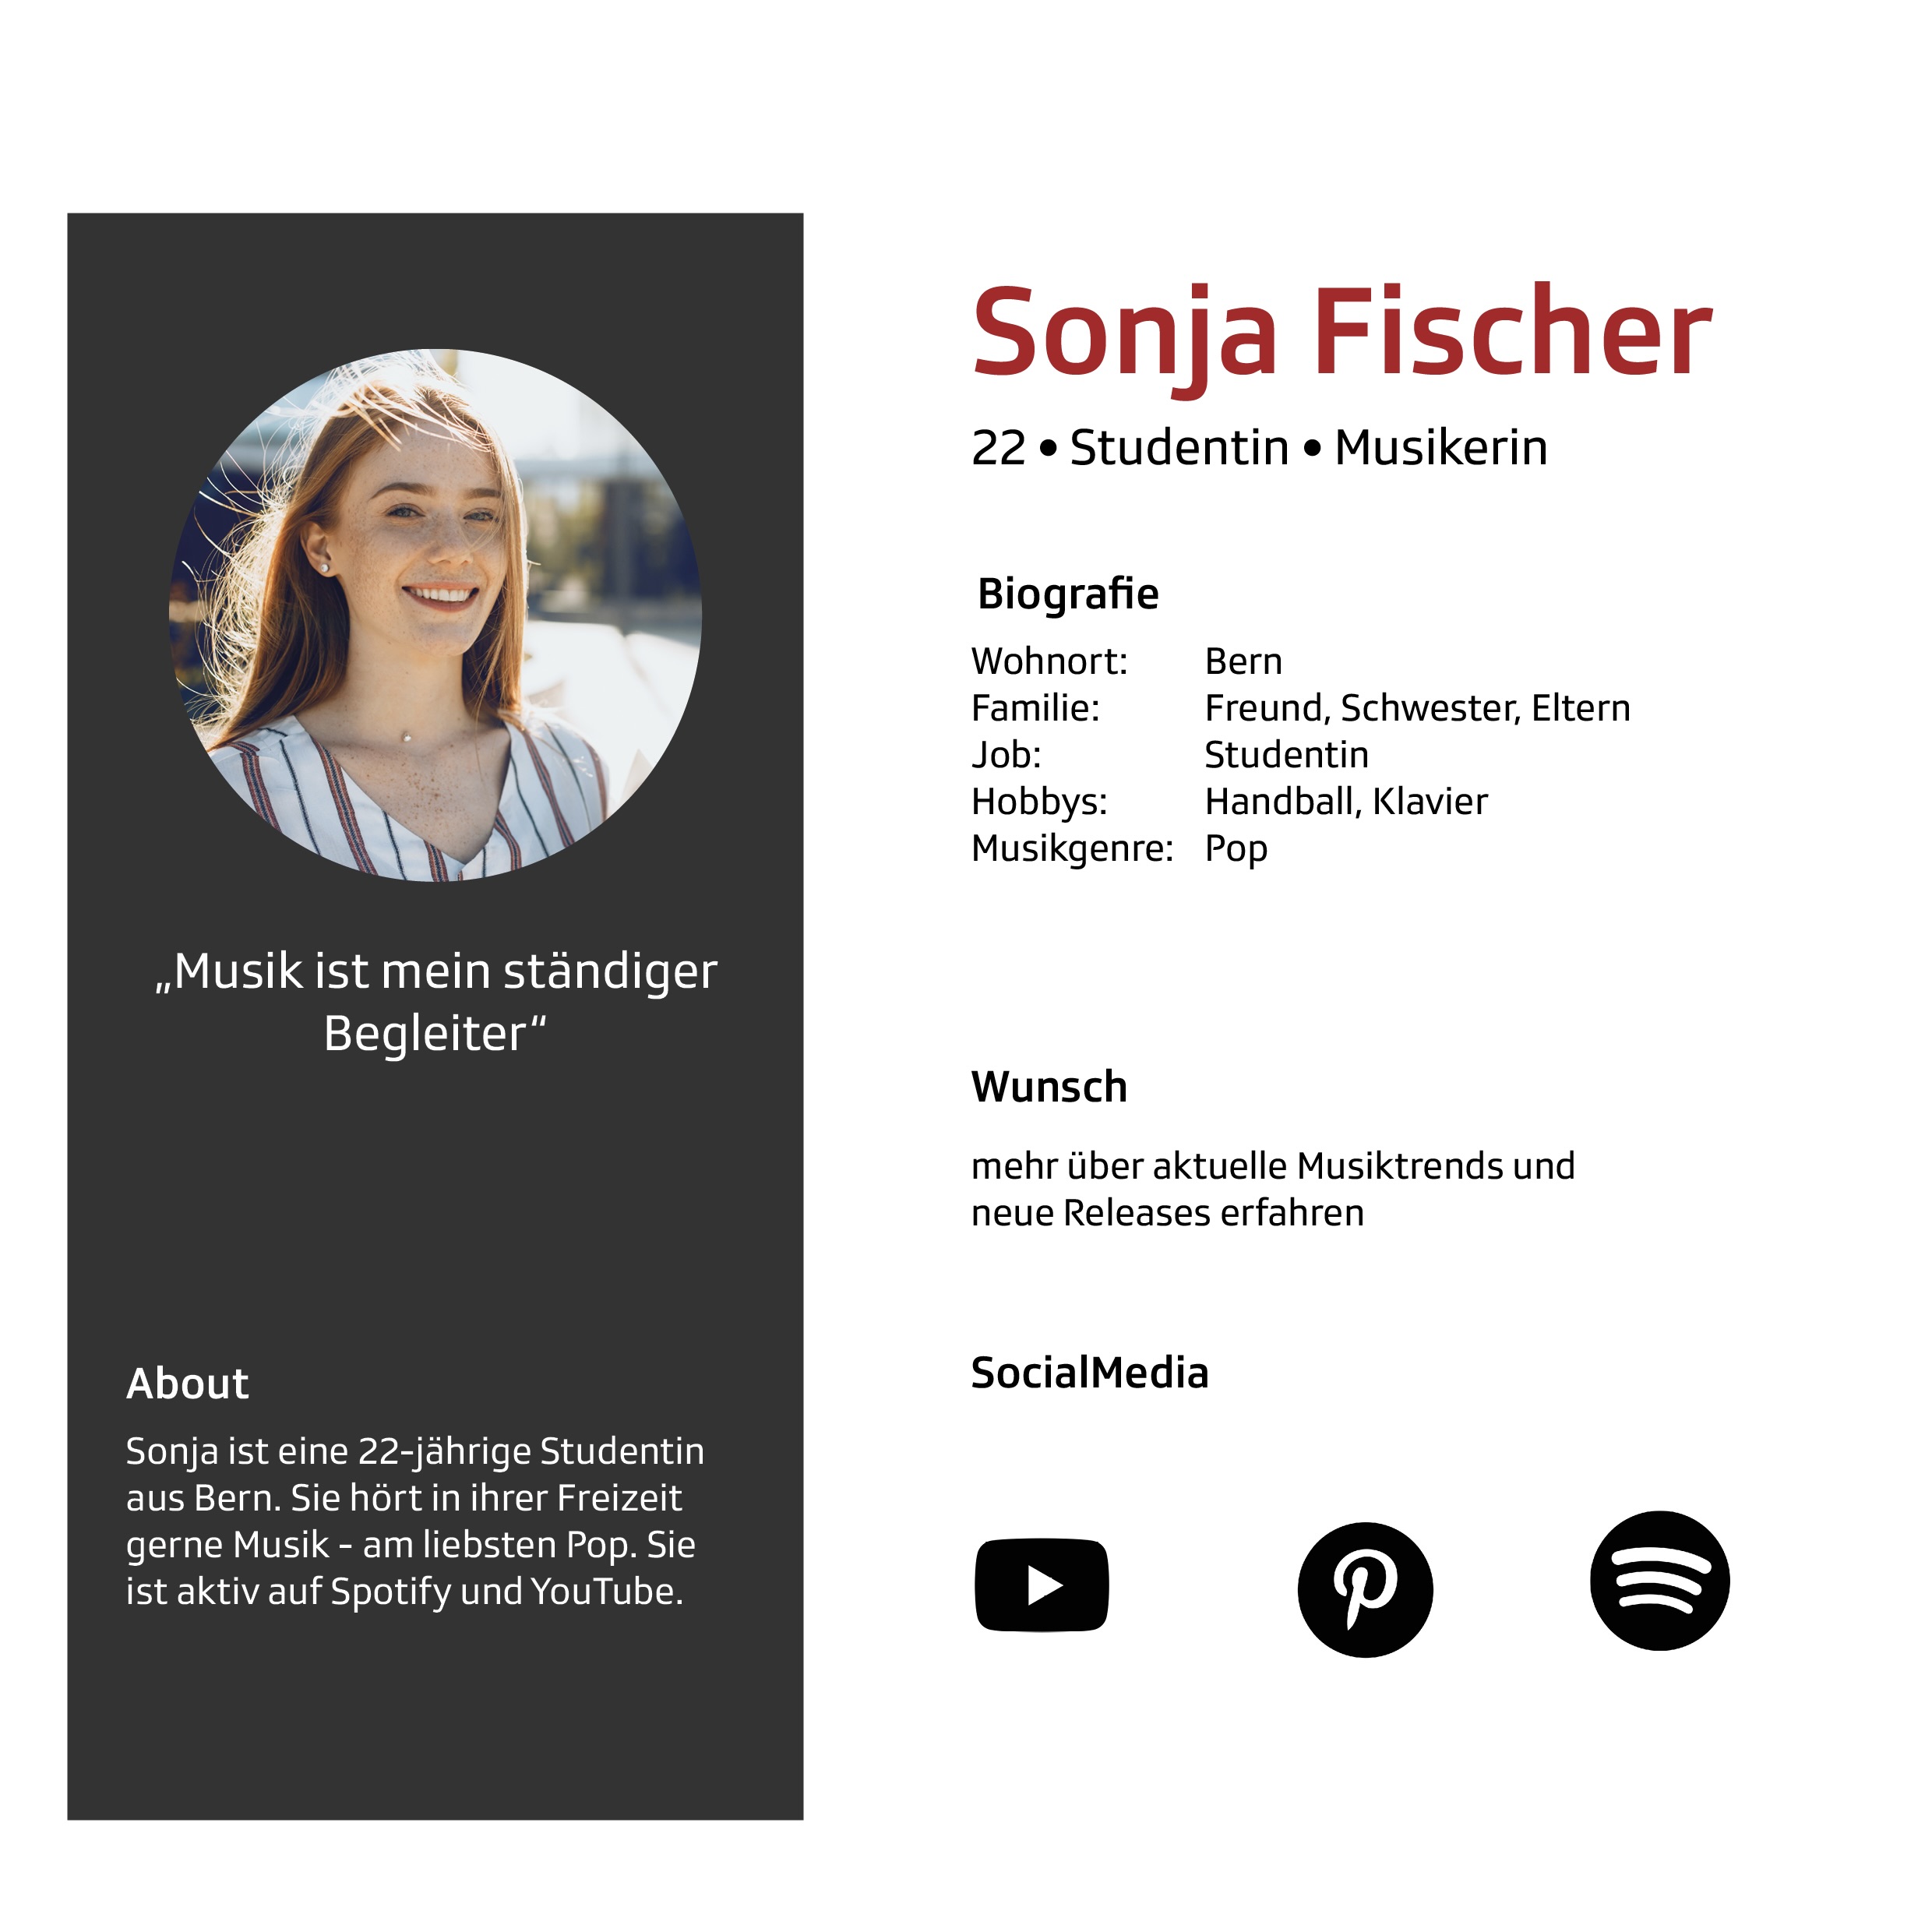 Sonja Fischer
22 • Studentin • Musikerin
„Musik ist mein ständiger
Begleiter“
About
Sonja ist eine 22-jährige Studentin
aus Bern. Sie hört in ihrer Freizeit
gerne Musik - am liebsten Pop. Sie
ist aktiv auf Spotify und YouTube.
Biografie
Wohnort: Bern
Familie: Freund, Schwester, Eltern
Job: Studentin
Hobbys: Handball, Klavier
Musikgenre: Pop
Wunsch
mehr über aktuelle Musiktrends und
neue Releases erfahren
SocialMedia